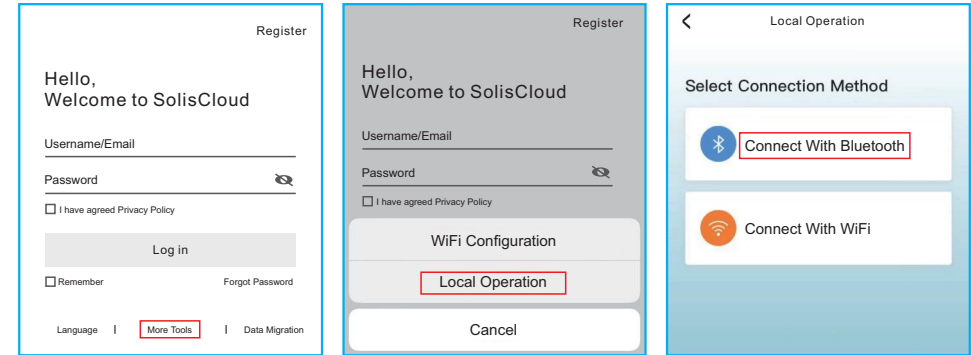 Register
Hello,
Welcome to SolisCloud
Username/Email
Password
I have agreed Privacy Policy
Log in
Remember
Forgot Password
Language | More Tools | Data Migration
Register
Hello,
Welcome to SolisCloud
Username/Email
Password
I have agreed Privacy Policy
WiFi Configuration
Local Operation
Cancel
Local Operation
Select Connection Method
Connect With Bluetooth
Connect With WiFi